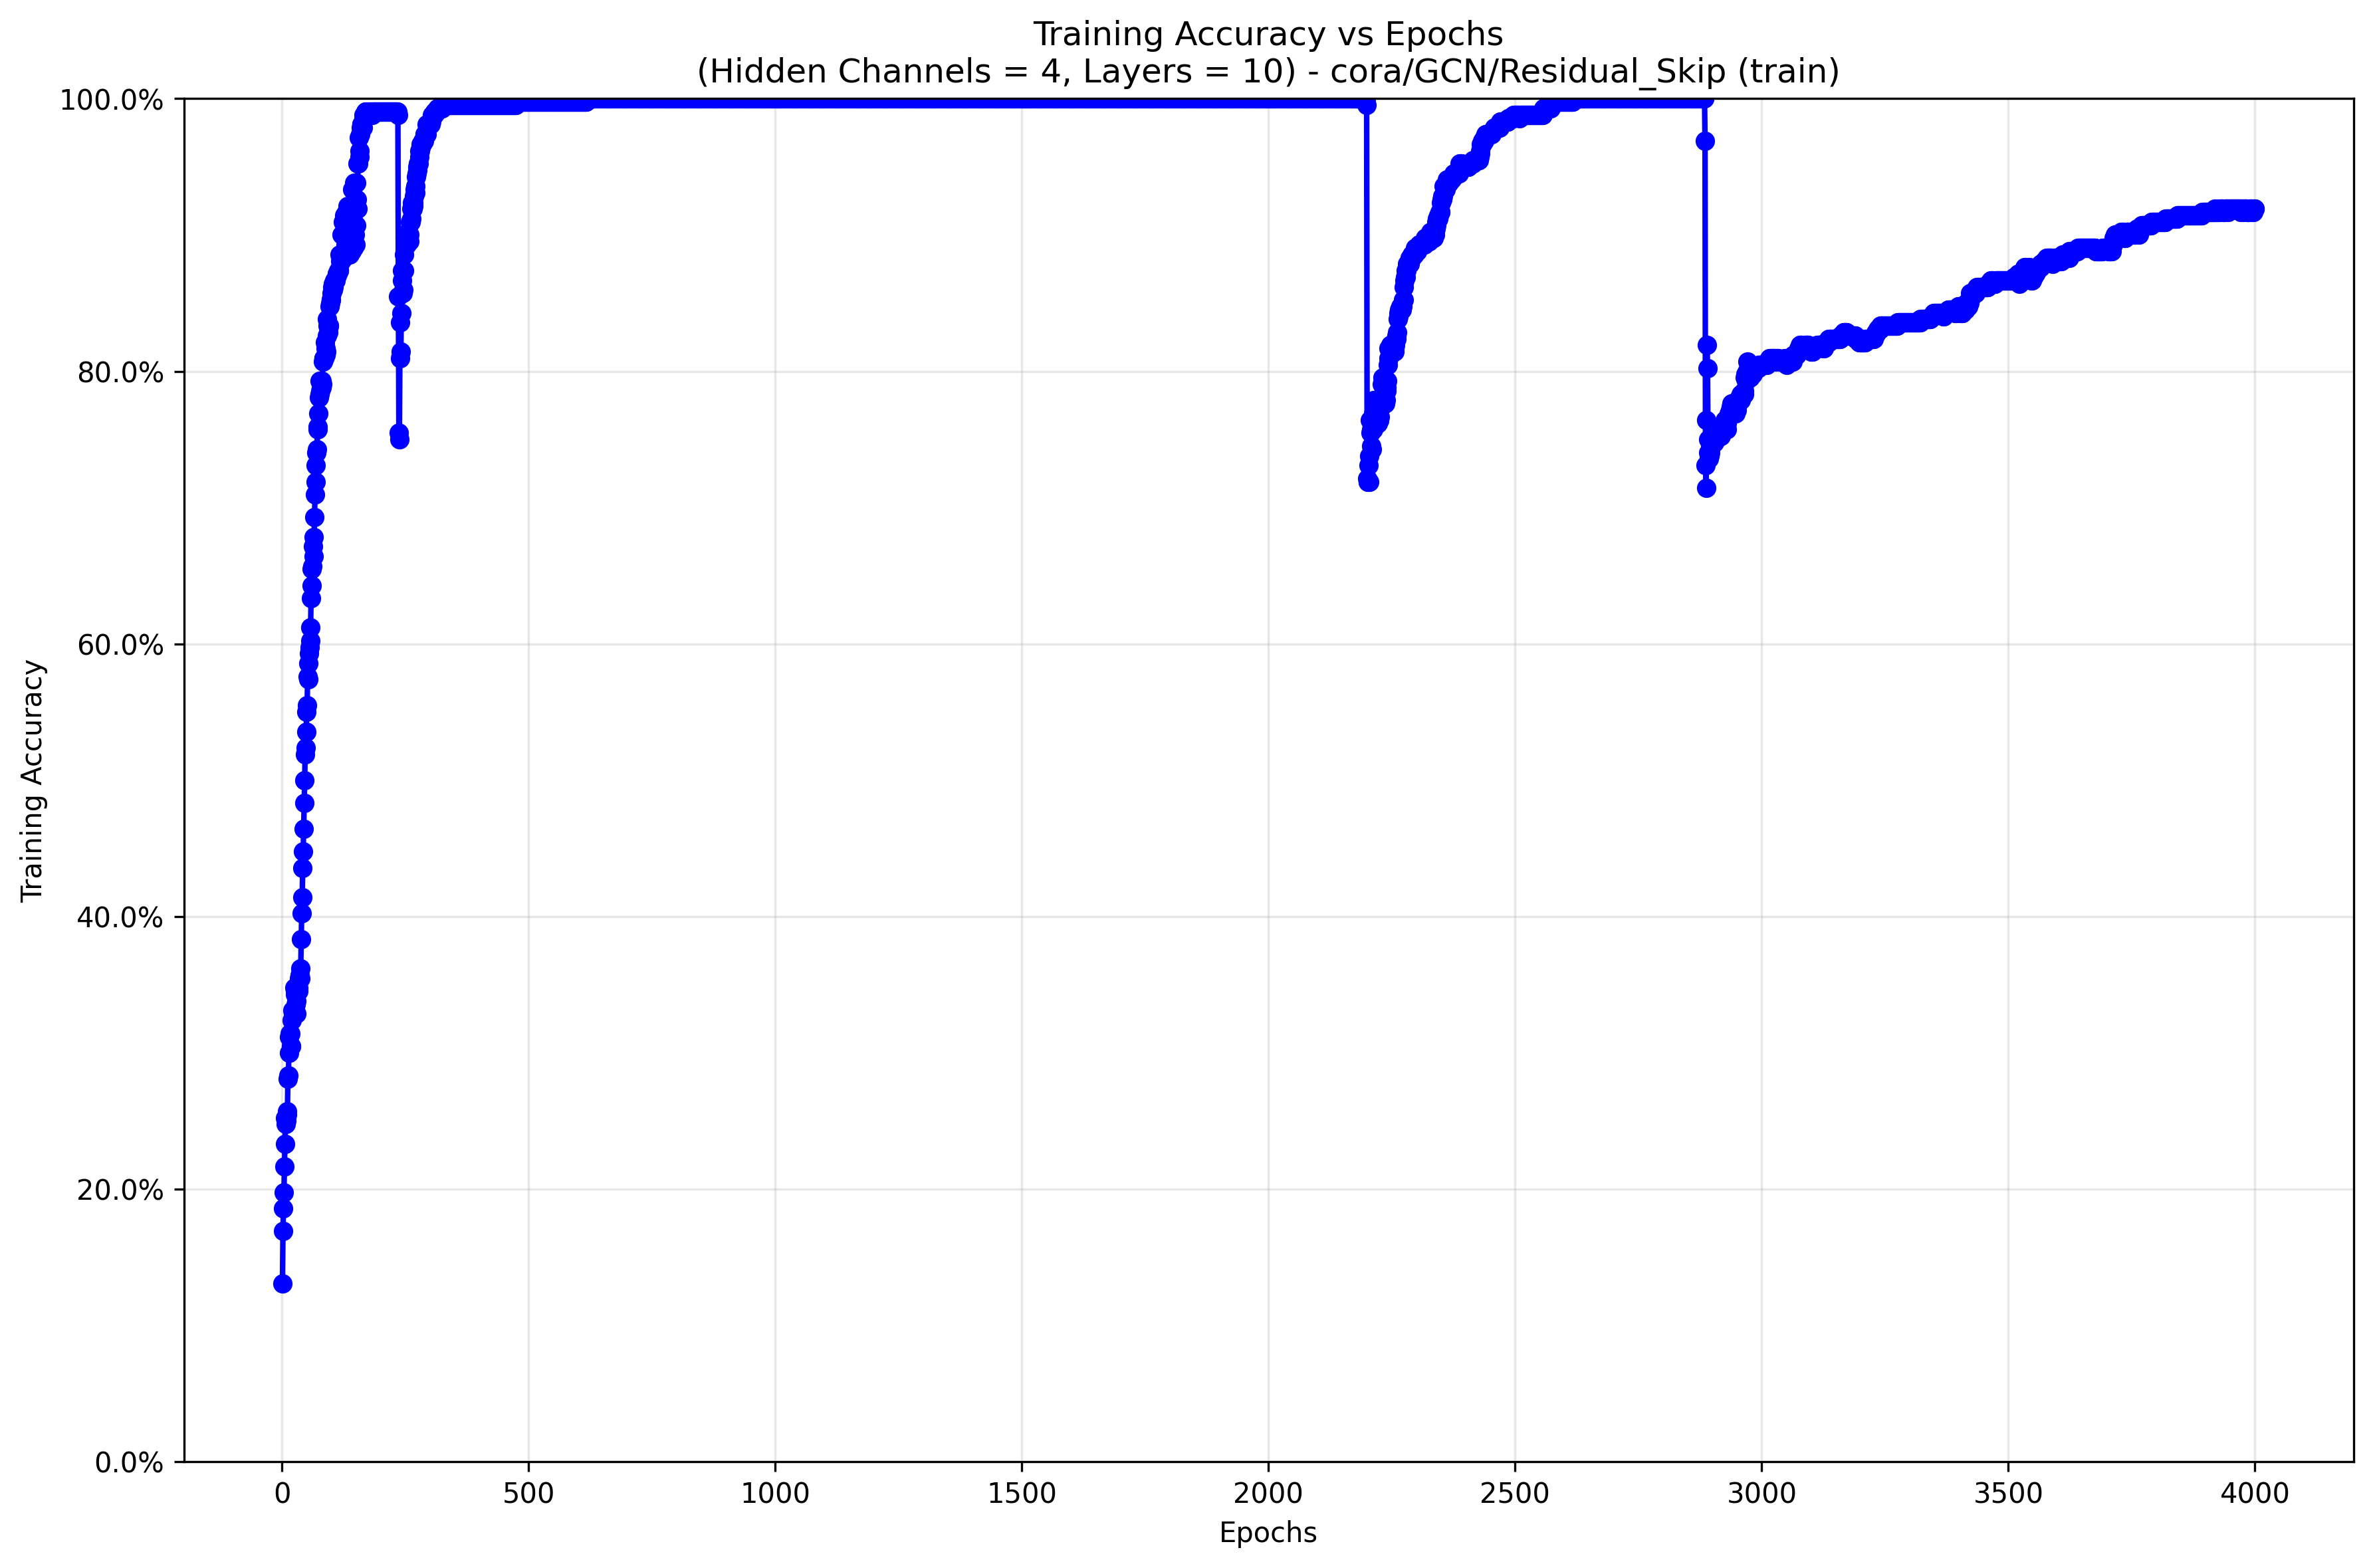 Training Accuracy vs Epochs
(Hidden Channels = 4, Layers = 10) - cora/GCN/Residual_Skip (train)
100.0%
80.0%
60.0%
40.0%
20.0%
0.0%
Training Accuracy
0 500 1000 1500 2000 2500 3000 3500 4000
Epochs